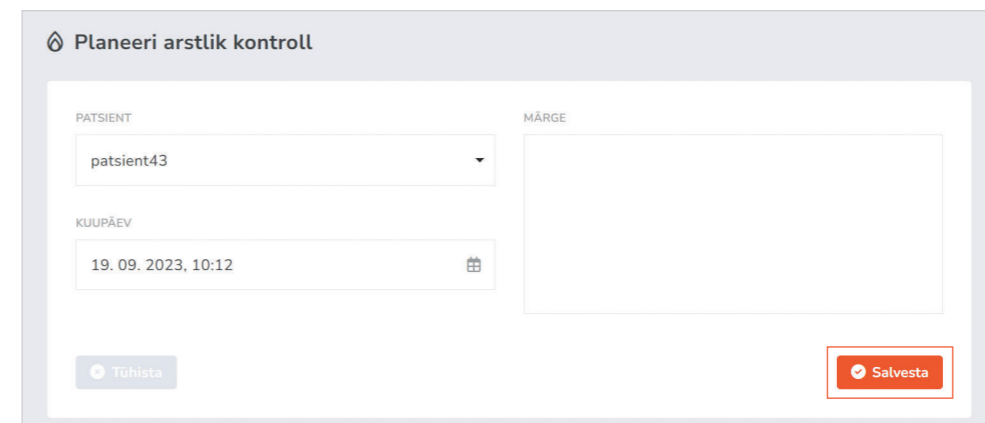 Planeeri arstlik kontroll
PATSIENT
patsient43
KUUPÄEV
19. 09. 2023, 10:12
MÄRGE
Tühista
Salvesta